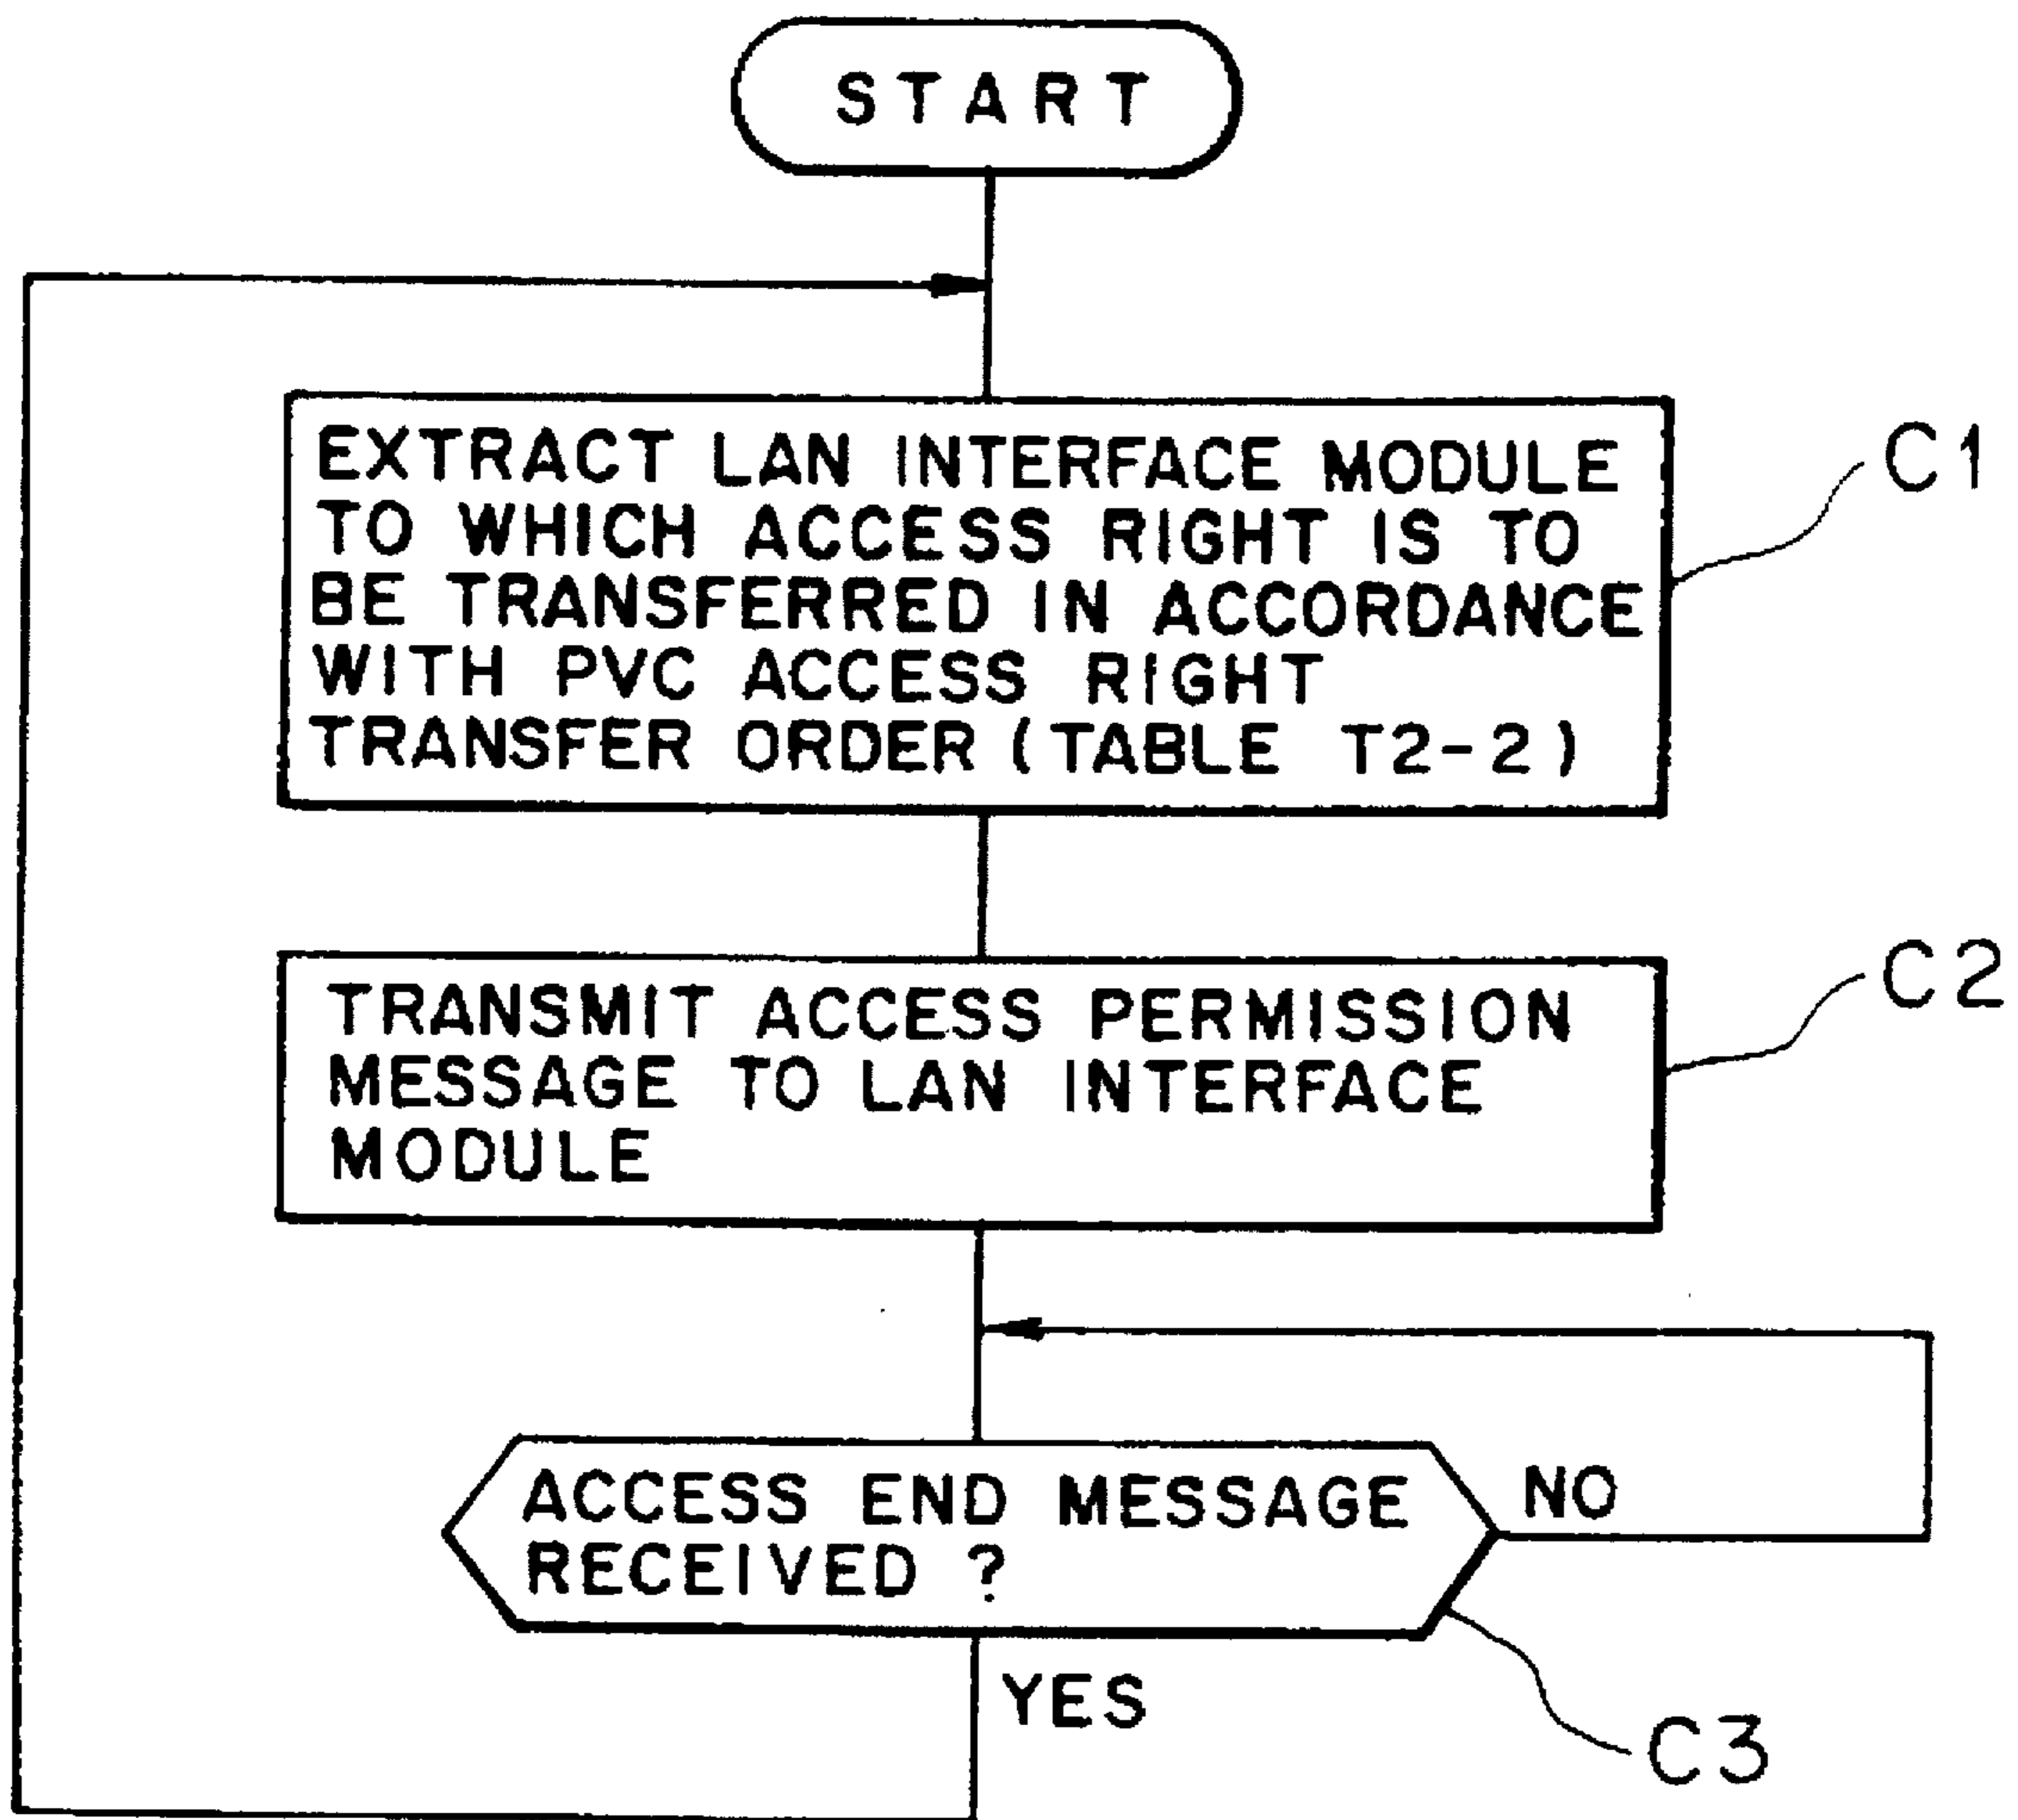 START
EXTRACT LAN INTERFACE MODULE
TO WHICH ACCESS RIGHT IS TO
BE TRANSFERRED IN ACCORDANCE
WITH PVC ACCESS RIGHT
TRANSFER ORDER (TABLE T2-2)
C1
TRANSMIT ACCESS PERMISSION
MESSAGE TO LAN INTERFACE
MODULE
C2
ACCESS END MESSAGE
RECEIVED ?
NO
YES
C3